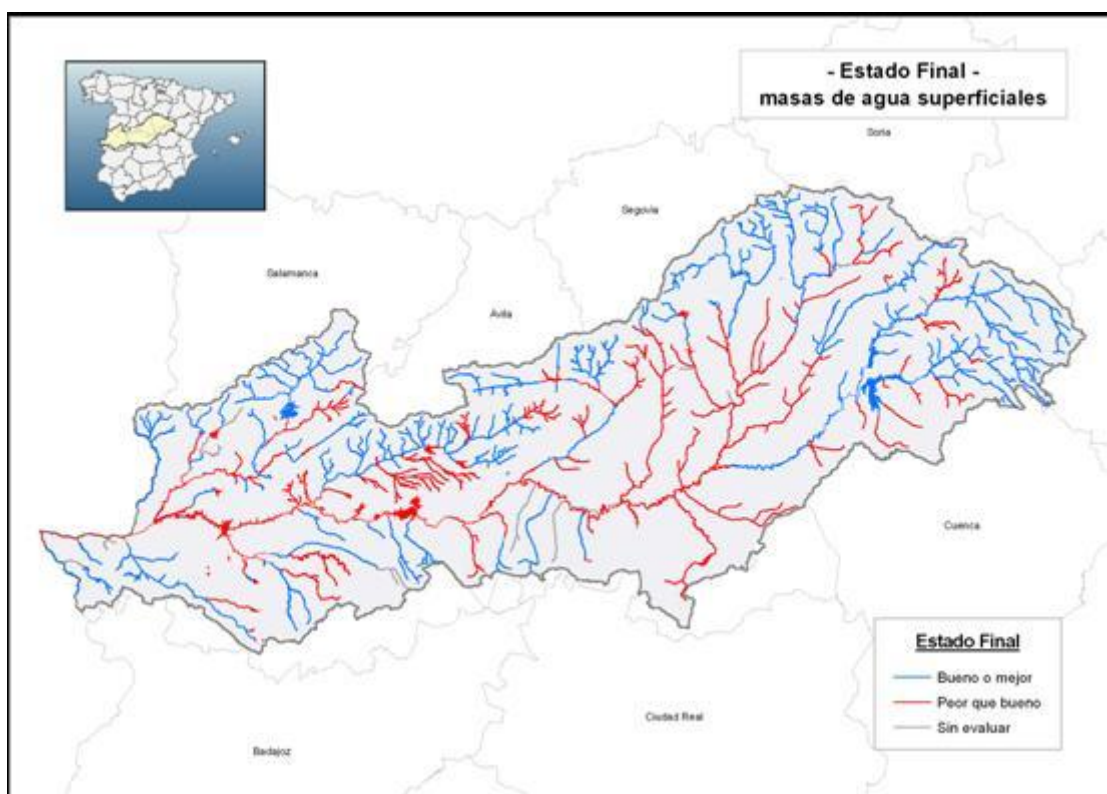 - Estado Final -
masas de agua superficiales
Soria
Segovia
Salamanca
Avila
Cuenca
Estado Final
Bueno o mejor
Peor que bueno
Sin evaluar
Ciudad Real
Badajoz